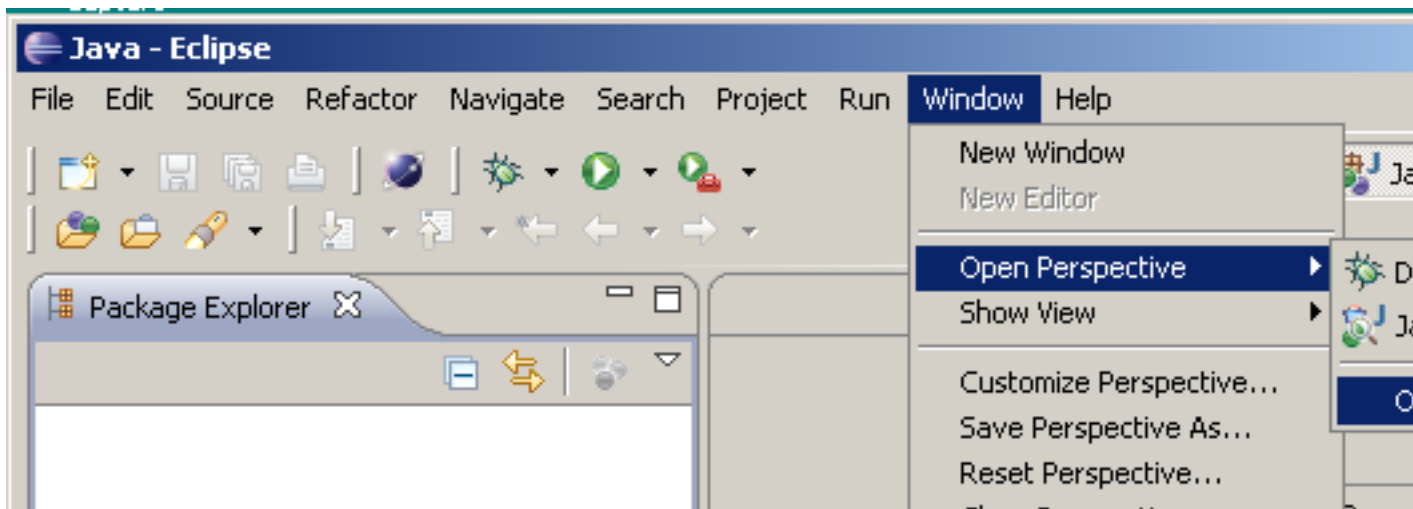 Java - Eclipse
File Edit Source Refactor Navigate Search Project Run Window Help
New Window
New Editor
Open Perspective
Show View
Package Explorer
Customize Perspective...
Save Perspective As...
Reset Perspective...